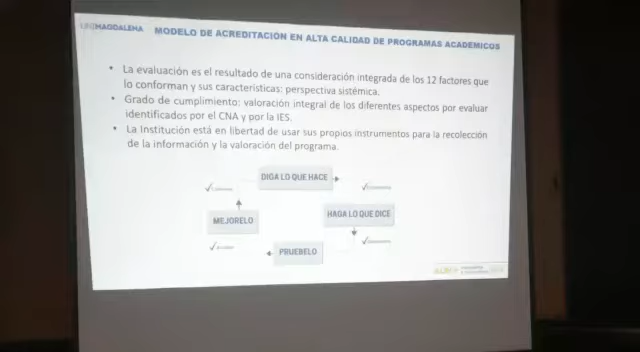 UNIMAGDALENA MODELO DE ACREDITACIÓN EN ALTA CALIDAD DE PROGRAMAS ACADÉMICOS
• La evaluación es el resultado de una consideración integrada de los 12 factores que
lo conforman y sus características: perspectiva sistémica.
• Grado de cumplimiento: valoración integral de los diferentes aspectos por evaluar
identificados por el CNA y por la IES.
• La Institución está en libertad de usar sus propios instrumentos para la recolección
de la información y la valoración del programa.
DIGA LO QUE HACE
MEJORELO
HAGA LO QUE DICE
PRUEBELO